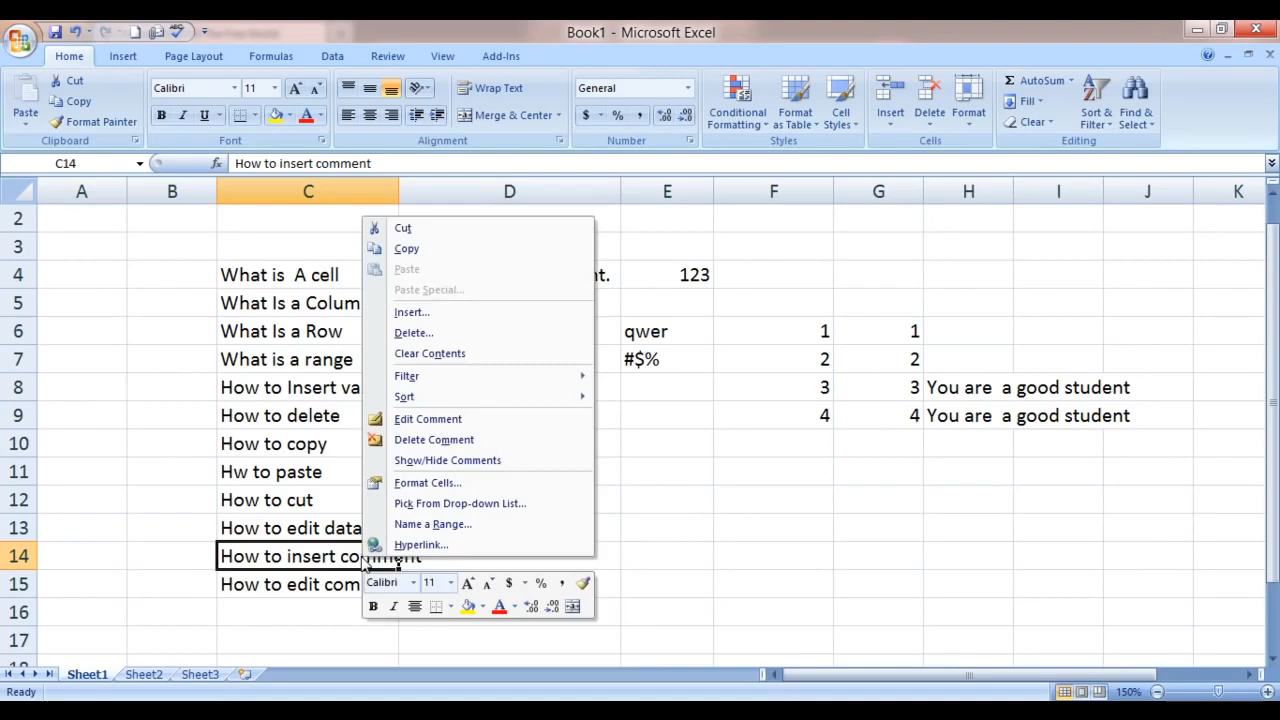 Book1 - Microsoft Excel
Home Insert Page Layout Formulas Data Review View Add-Ins
Paste
Cut
Copy
Format Painter
Clipboard
Calibri 11
B I U A
Font
Wrap Text
Merge & Center
Alignment
General
$ % ,
Number
Conditional Formatting
Format as Table
Cell Styles
Styles
Insert Delete Format
Cells
AutoSum
Fill
Clear
Sort & Filter
Find & Select
Editing
C14 fx How to insert comment
A B C D E F G H I J K
2
3
4 What is  A cell nt. 123
5 What Is a Colum
6 What Is a Row qwer 1 1
7 What is a range #$% 2 2
8 How to Insert va 3 3 You are  a good student
9 How to delete 4 4 You are  a good student
10 How to copy
11 Hw to paste
12 How to cut
13 How to edit data
14 How to insert comment
15 How to edit com
16
17
18
Cut
Copy
Paste
Paste Special...
Insert...
Delete...
Clear Contents
Filter
Sort
Edit Comment
Delete Comment
Show/Hide Comments
Format Cells...
Pick From Drop-down List...
Name a Range...
Hyperlink...
Calibri 11 A A $ % ,
B I A
Sheet1 Sheet2 Sheet3
Ready 150%